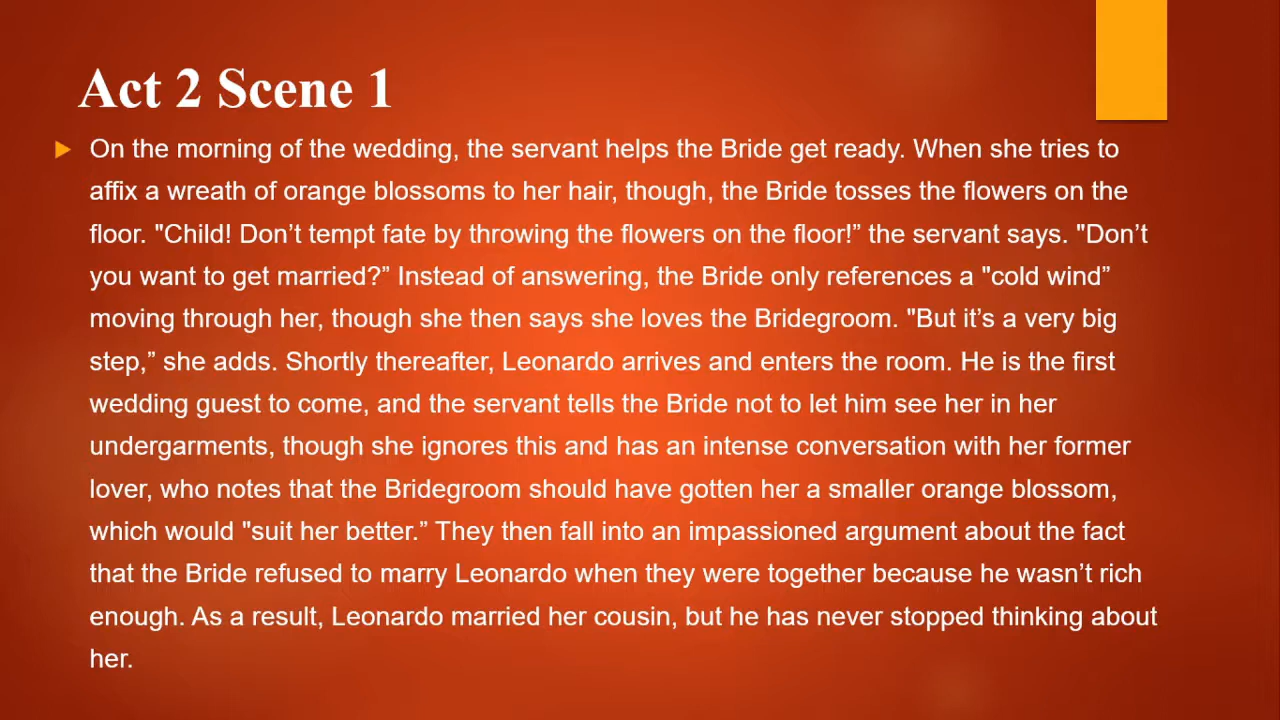 Act 2 Scene 1
On the morning of the wedding, the servant helps the Bride get ready. When she tries to
affix a wreath of orange blossoms to her hair, though, the Bride tosses the flowers on the
floor. "Child! Don’t tempt fate by throwing the flowers on the floor!” the servant says. "Don’t
you want to get married?” Instead of answering, the Bride only references a "cold wind”
moving through her, though she then says she loves the Bridegroom. "But it’s a very big
step,” she adds. Shortly thereafter, Leonardo arrives and enters the room. He is the first
wedding guest to come, and the servant tells the Bride not to let him see her in her
undergarments, though she ignores this and has an intense conversation with her former
lover, who notes that the Bridegroom should have gotten her a smaller orange blossom,
which would "suit her better.” They then fall into an impassioned argument about the fact
that the Bride refused to marry Leonardo when they were together because he wasn’t rich
enough. As a result, Leonardo married her cousin, but he has never stopped thinking about
her.